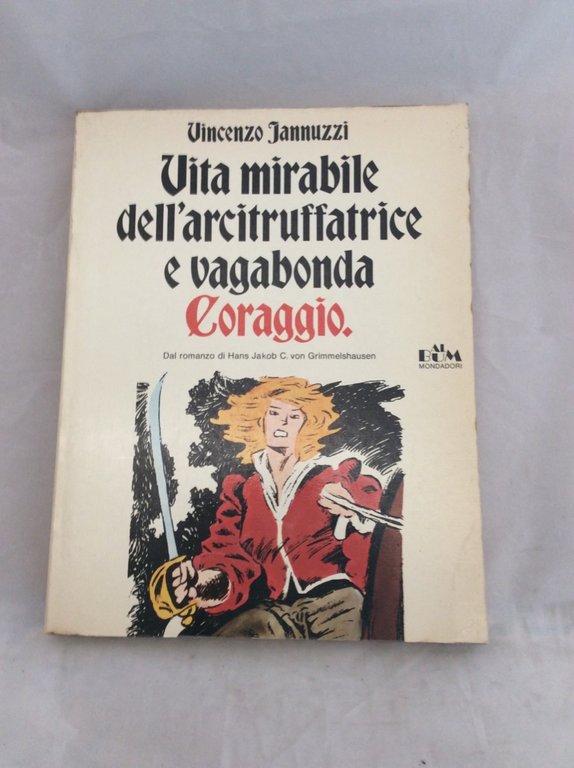 Vincenzo Jannuzzi
Vita mirabile
dell'arcitruffatrice
e vagabonda
Coraggio.
Dal romanzo di Hans Jakob C. von Grimmelshausen
AL
BUM
MONDADORI